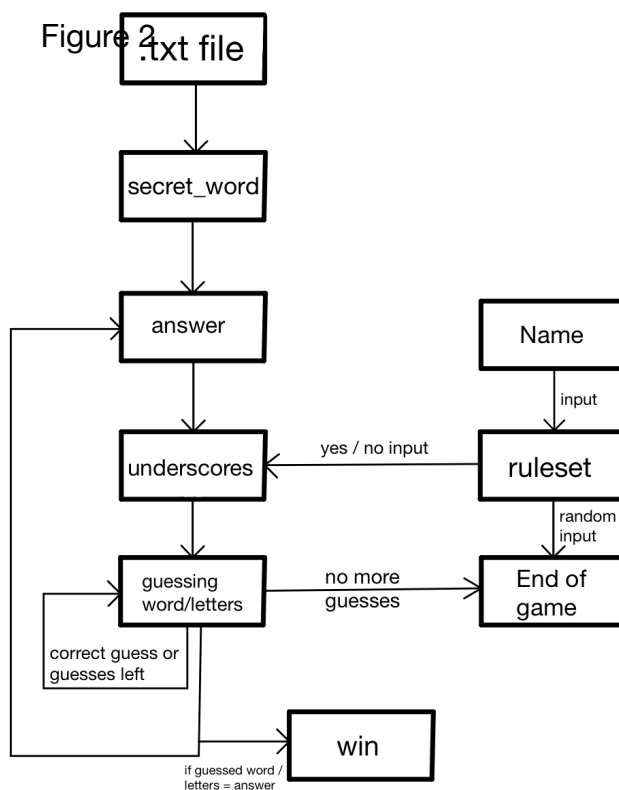 Figure 2
.txt file
secret_word
answer
Name
input
yes / no input
underscores
ruleset
random
input
guessing
word/letters
no more
guesses
End of
game
correct guess or
guesses left
win
if guessed word /
letters = answer